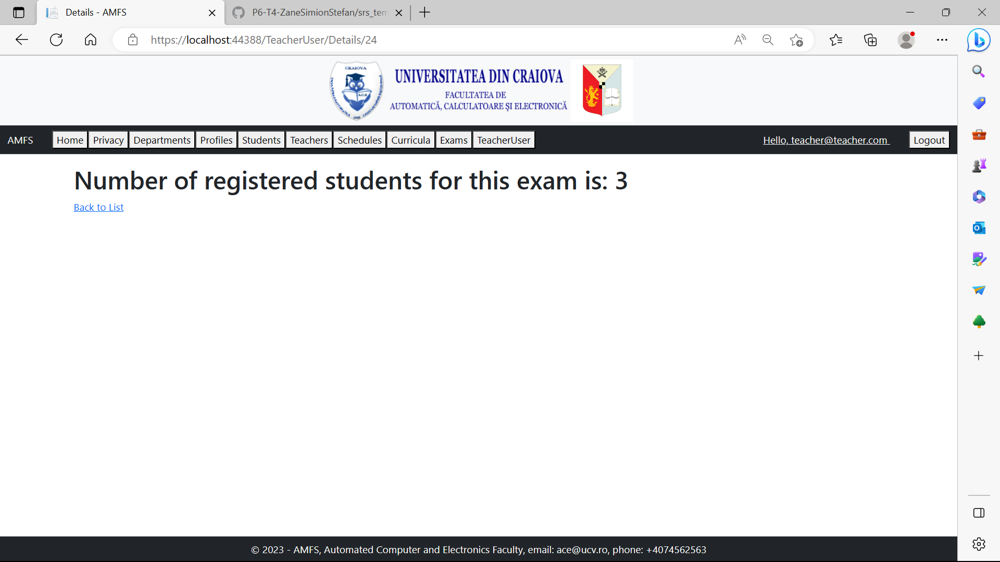 Details - AMFS
P6-T4-ZaneSimionStefan/srs_tem
https://localhost:44388/TeacherUser/Details/24
CRAIOVA
A.C.E
UNIVERSITATEA DIN CRAIOVA
FACULTATEA DE
AUTOMATICĂ, CALCULATOARE ȘI ELECTRONICĂ
AMFS
Home Privacy Departments Profiles Students Teachers Schedules Curricula Exams TeacherUser
Hello, teacher@teacher.com
Logout
Number of registered students for this exam is: 3
Back to List
© 2023 - AMFS, Automated Computer and Electronics Faculty, email: ace@ucv.ro, phone: +4074562563